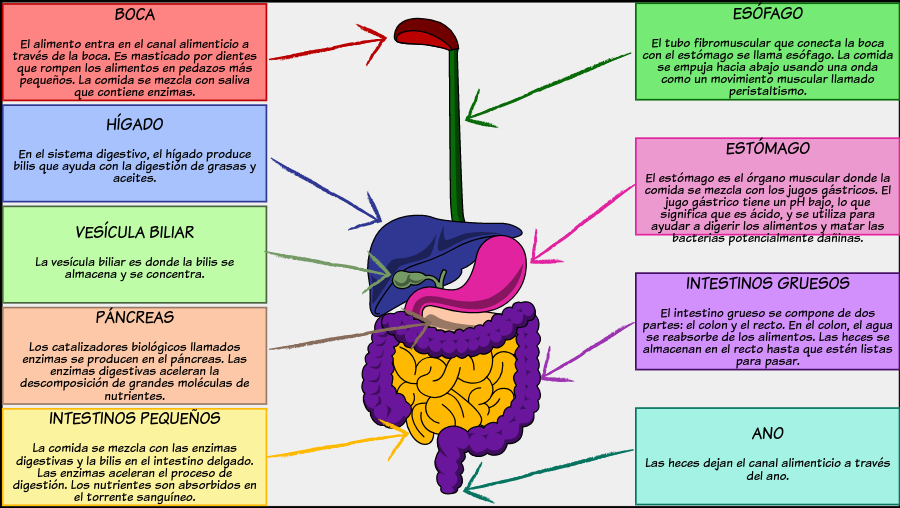 BOCA
El alimento entra en el canal alimenticio a
través de la boca. Es masticado por dientes
que rompen los alimentos en pedazos más
pequeños. La comida se mezcla con saliva
que contiene enzimas.
HÍGADO
En el sistema digestivo, el hígado produce
bilis que ayuda con la digestión de grasas y
aceites.
VESÍCULA BILIAR
La vesícula biliar es donde la bilis se
almacena y se concentra.
PÁNCREAS
Los catalizadores biológicos llamados
enzimas se producen en el páncreas. Las
enzimas digestivas aceleran la
descomposición de grandes moléculas de
nutrientes.
INTESTINOS PEQUEÑOS
La comida se mezcla con las enzimas
digestivas y la bilis en el intestino delgado.
Las enzimas aceleran el proceso de
digestión. Los nutrientes son absorbidos en
el torrente sanguíneo.
ESÓFAGO
El tubo fibromuscular que conecta la boca
con el estómago se llama esófago. La comida
se empuja hacia abajo usando una onda
como un movimiento muscular llamado
peristaltismo.
ESTÓMAGO
El estómago es el órgano muscular donde la
comida se mezcla con los jugos gástricos. El
jugo gástrico tiene un pH bajo, lo que
significa que es ácido, y se utiliza para
ayudar a digerir los alimentos y matar las
bacterias potencialmente dañinas.
INTESTINOS GRUESOS
El intestino grueso se compone de dos
partes: el colon y el recto. En el colon, el agua
se reabsorbe de los alimentos. Las heces se
almacenan en el recto hasta que estén listas
para pasar.
ANO
Las heces dejan el canal alimenticio a través
del ano.